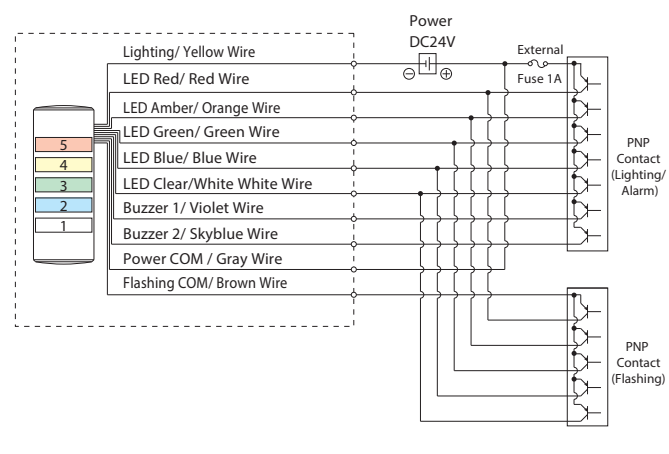 Power
DC24V
External
Fuse 1A
Lighting/ Yellow Wire
LED Red/ Red Wire
LED Amber/ Orange Wire
LED Green/ Green Wire
LED Blue/ Blue Wire
LED Clear/White White Wire
Buzzer 1/ Violet Wire
Buzzer 2/ Skyblue Wire
Power COM / Gray Wire
Flashing COM/ Brown Wire
5
4
3
2
1
PNP
Contact
(Lighting/
Alarm)
PNP
Contact
(Flashing)